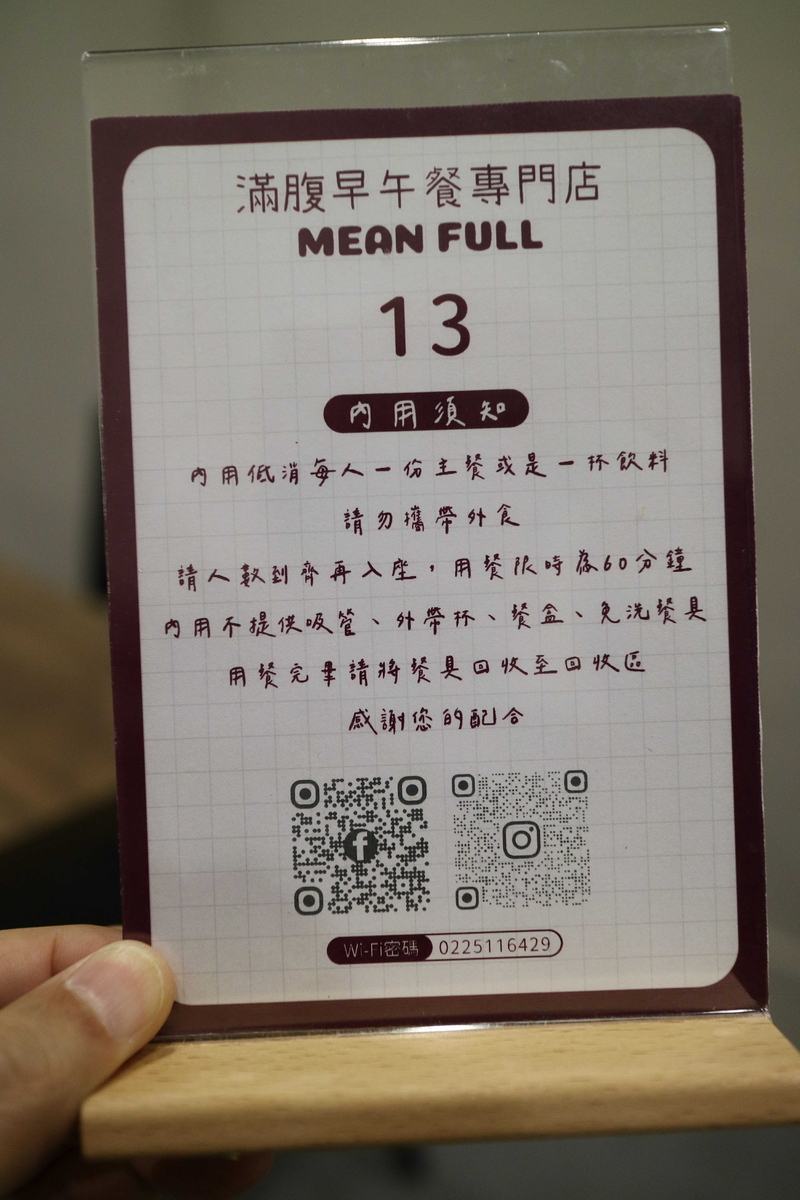 滿腹早午餐專門店
MEAN FULL
13
內用須知
內用低消每人一份主餐或是一杯飲料
請勿攜帶外食
請人數到齊再入座，用餐限時為60分鐘
內用不提供吸管、外帶杯、餐盒、免洗餐具
用餐完畢請將餐具回收至回收區
感謝您的配合
Wi-Fi密碼 0225116429